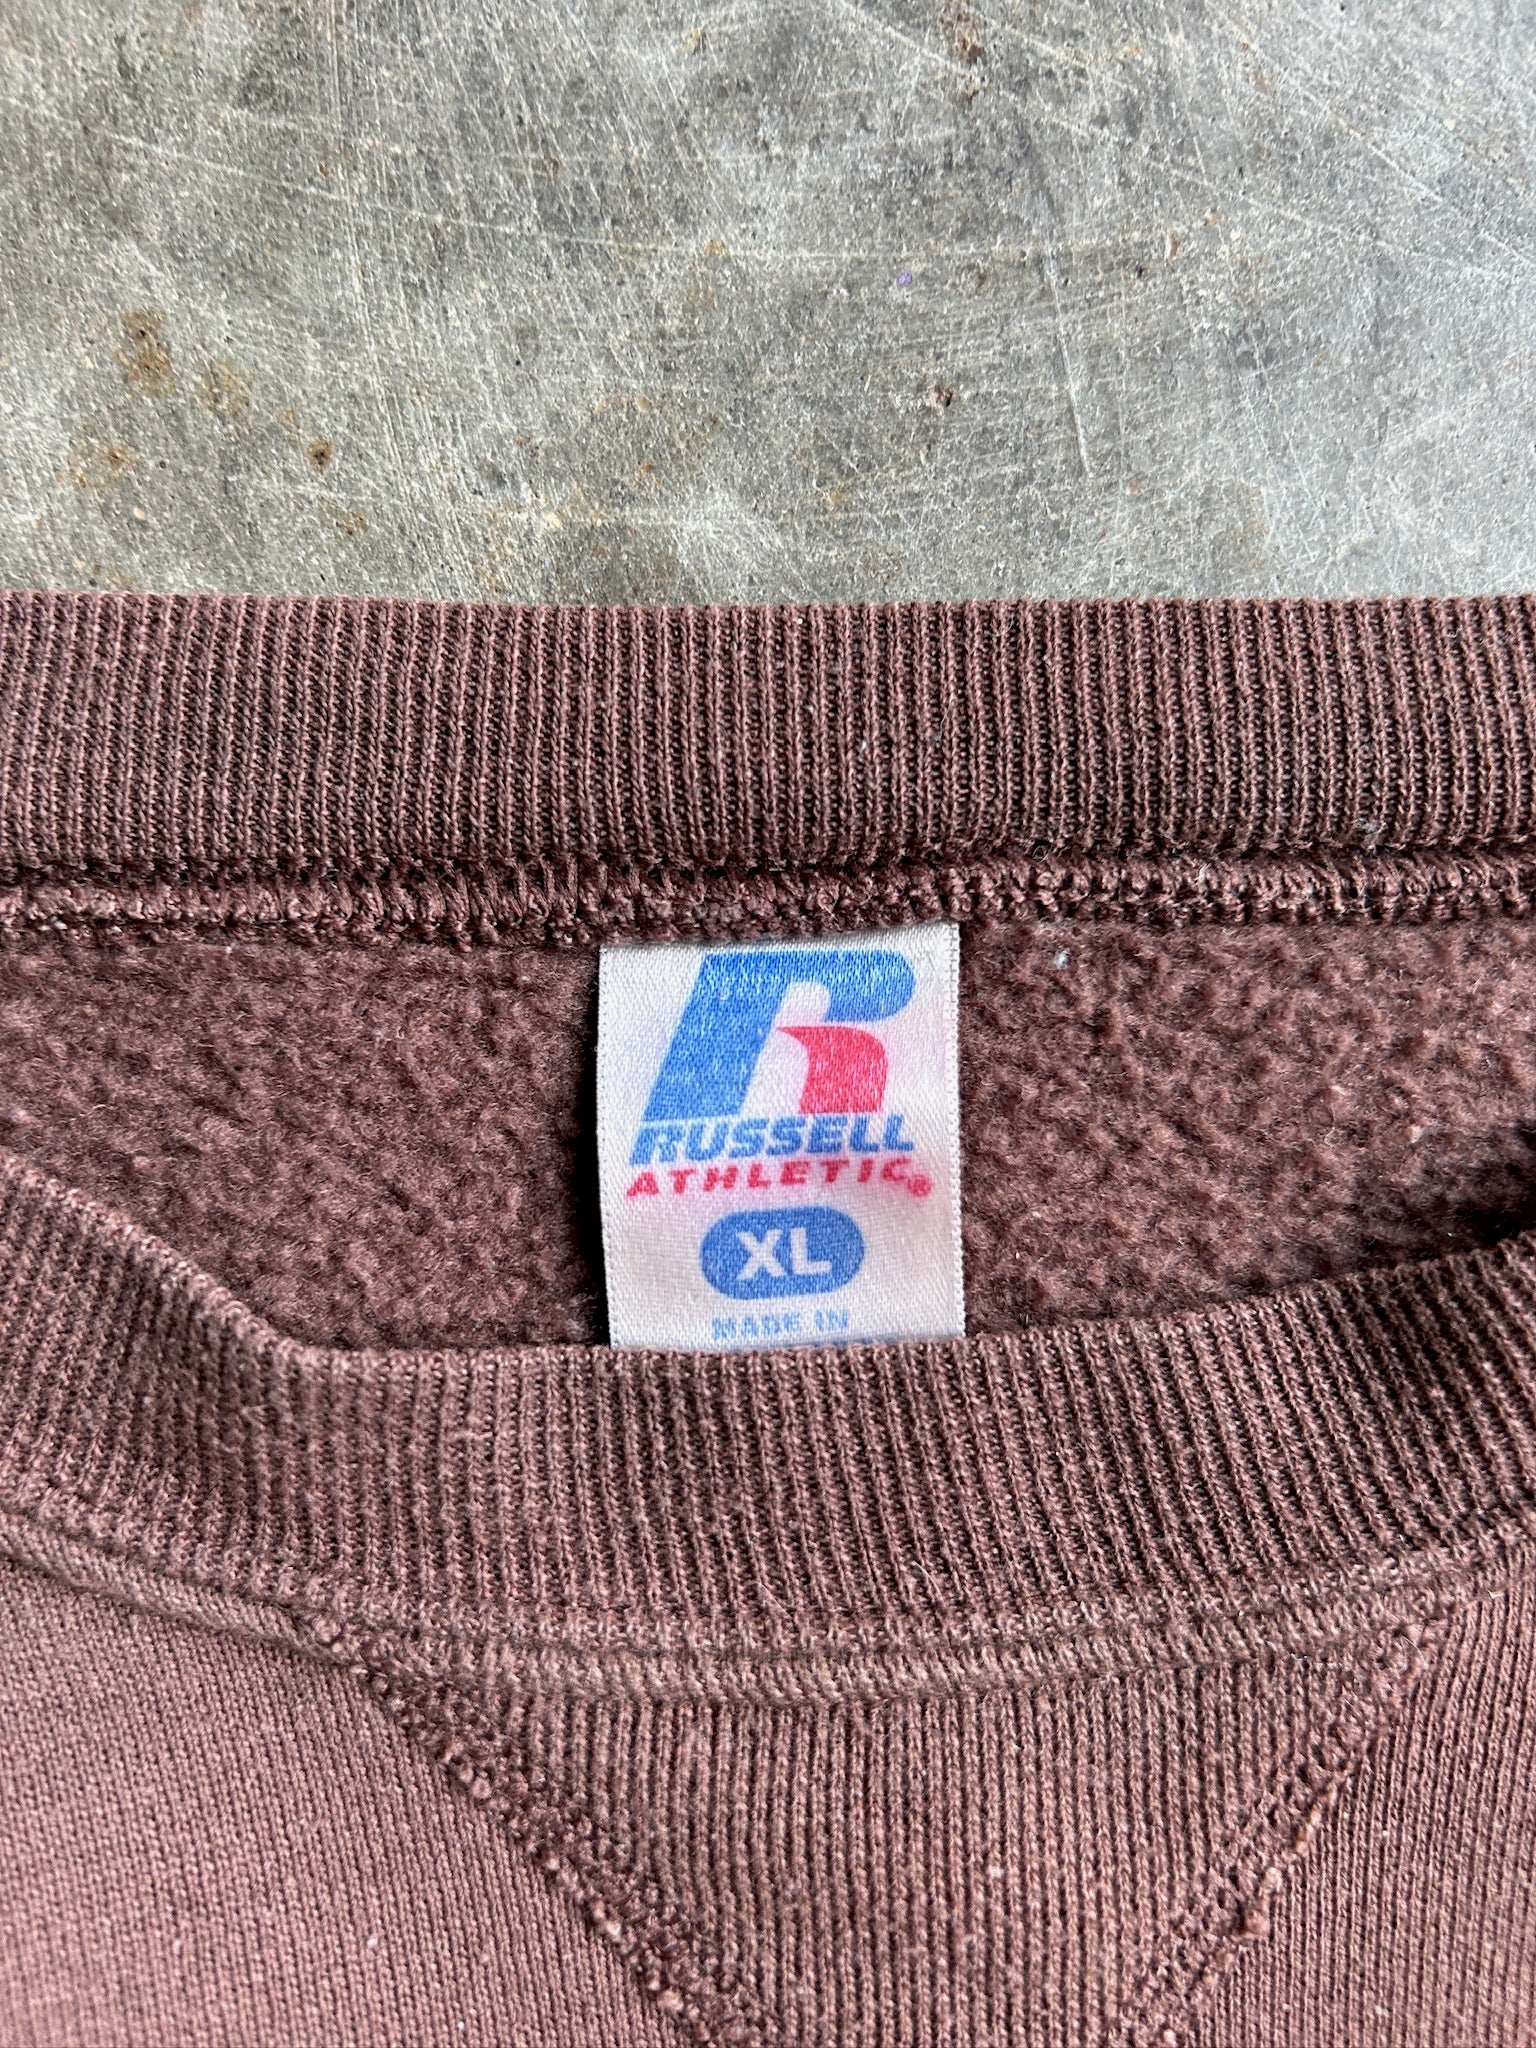 RUSSELL
ATHLETIC®
XL
MADE IN